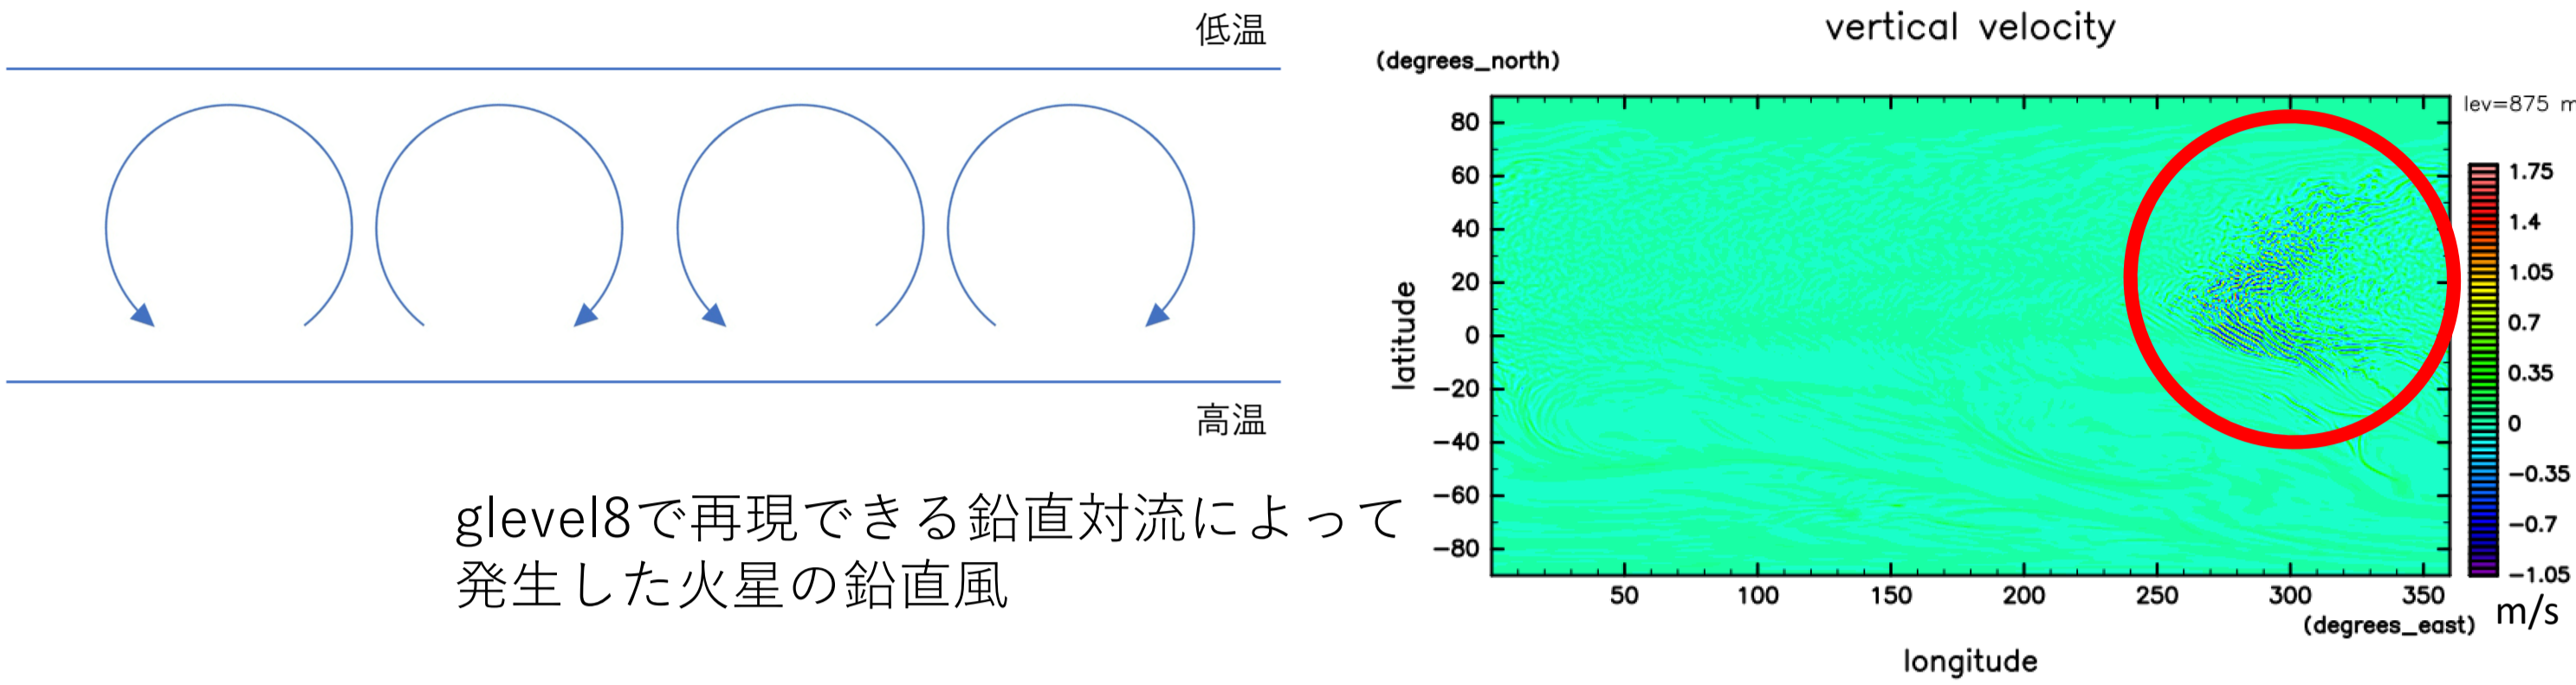 低温
高温
glevel8で再現できる鉛直対流によって
発生した火星の鉛直風
vertical velocity
(degrees_north)
lev=875 m
latitude
80
60
40
20
0
−20
−40
−60
−80
50 100 150 200 250 300 350
(degrees_east)
longitude
1.75
1.4
1.05
0.7
0.35
0
−0.35
−0.7
−1.05
m/s